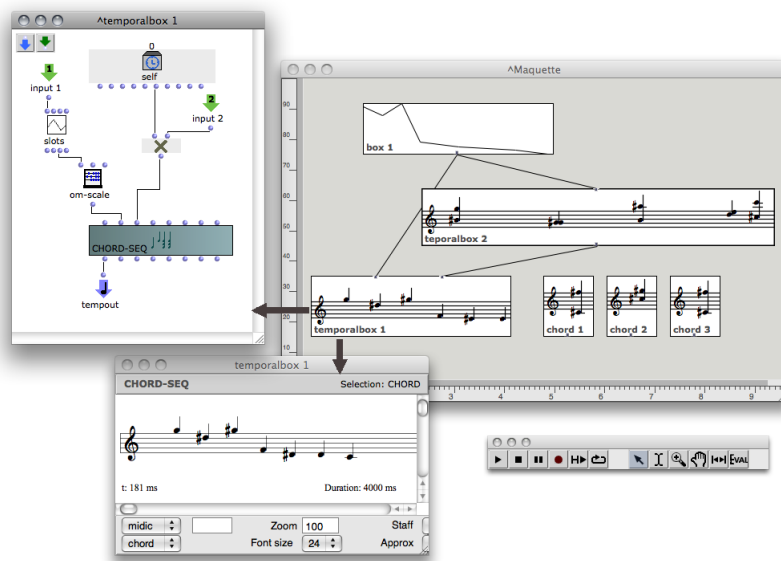 ^temporalbox 1
1
input 1
0
self
2
input 2
slots
om-scale
CHORD-SEQ
tempout
^Maquette
90
80
70
60
50
40
30
20
10
box 1
teporalbox 2
temporalbox 1
chord 1
chord 2
chord 3
3 4 5 6 7 8 9
temporalbox 1
CHORD-SEQ Selection: CHORD
t: 181 ms Duration: 4000 ms
midic Zoom 100 Staff
chord Font size 24 Approx
EVAL